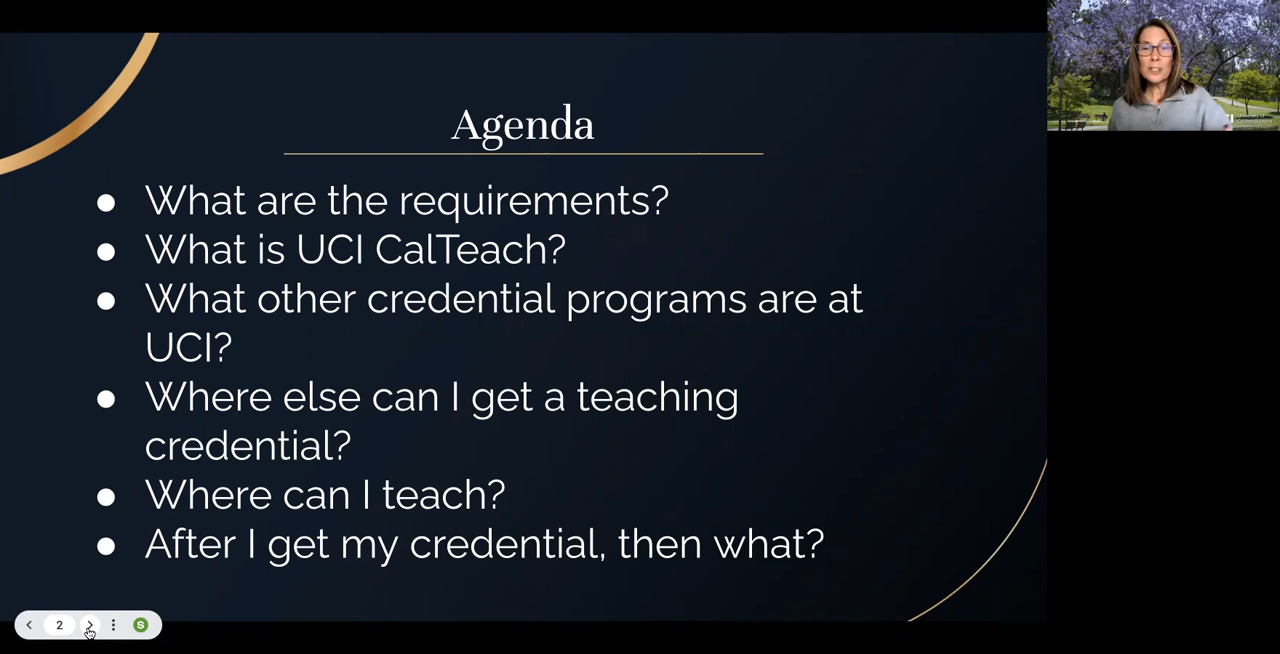 Agenda
● What are the requirements?
● What is UCI CalTeach?
● What other credential programs are at
UCI?
● Where else can I get a teaching
credential?
● Where can I teach?
● After I get my credential, then what?
2
S